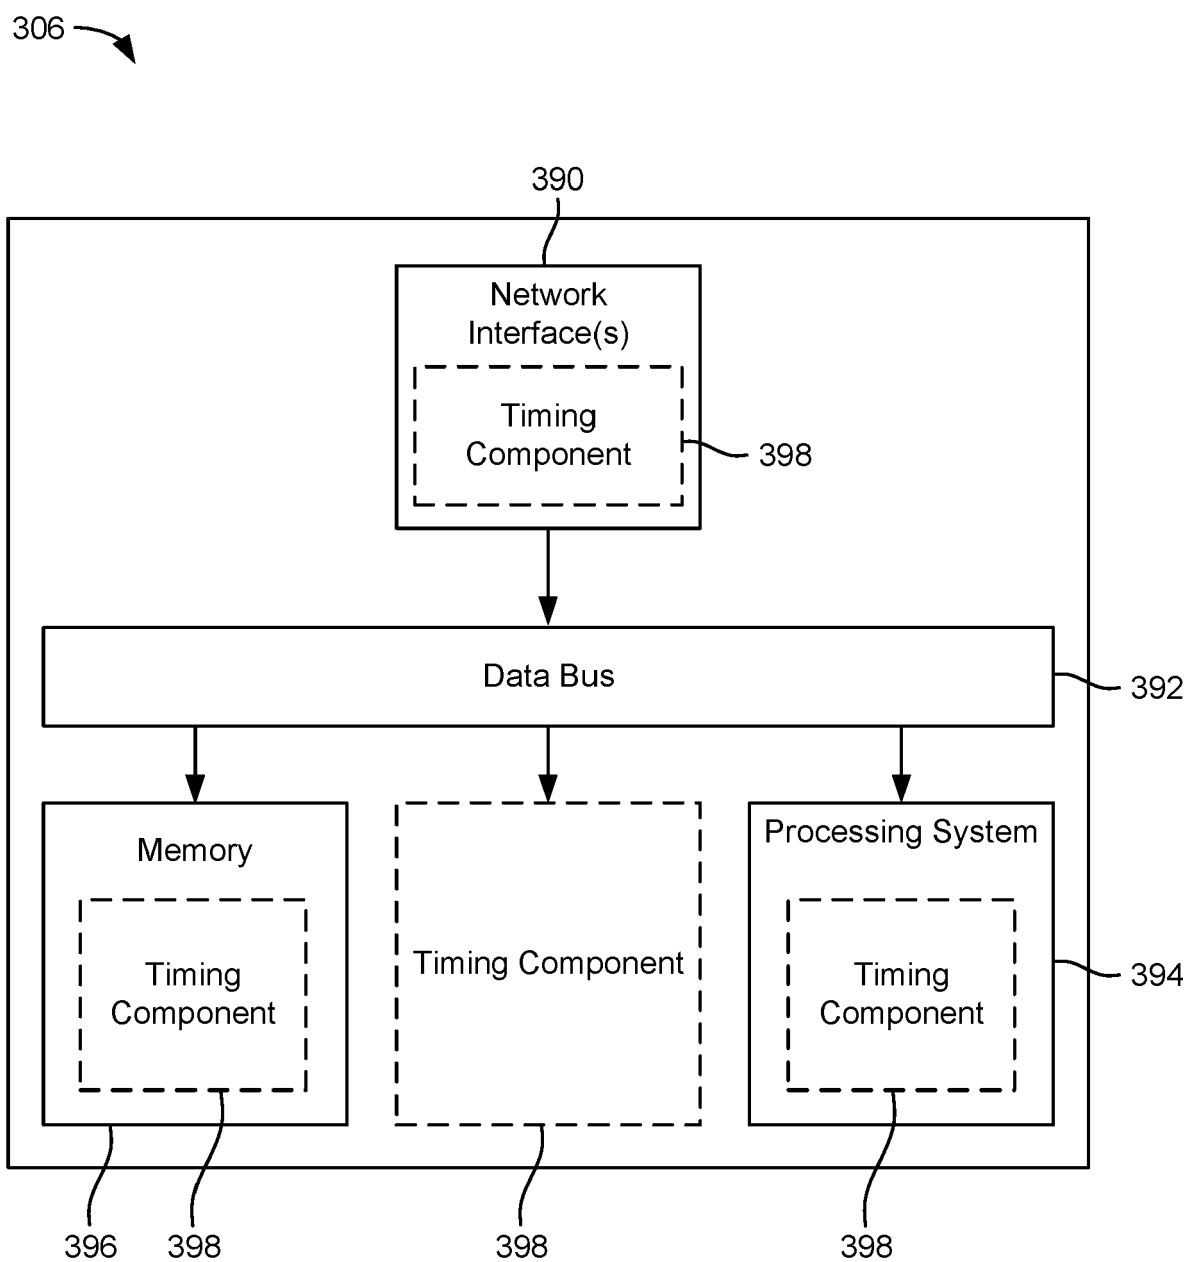 306
390
Network
Interface(s)
Timing
Component
398
Data Bus
392
Memory
Timing
Component
Timing Component
Processing System
Timing
Component
394
396
398
398
398